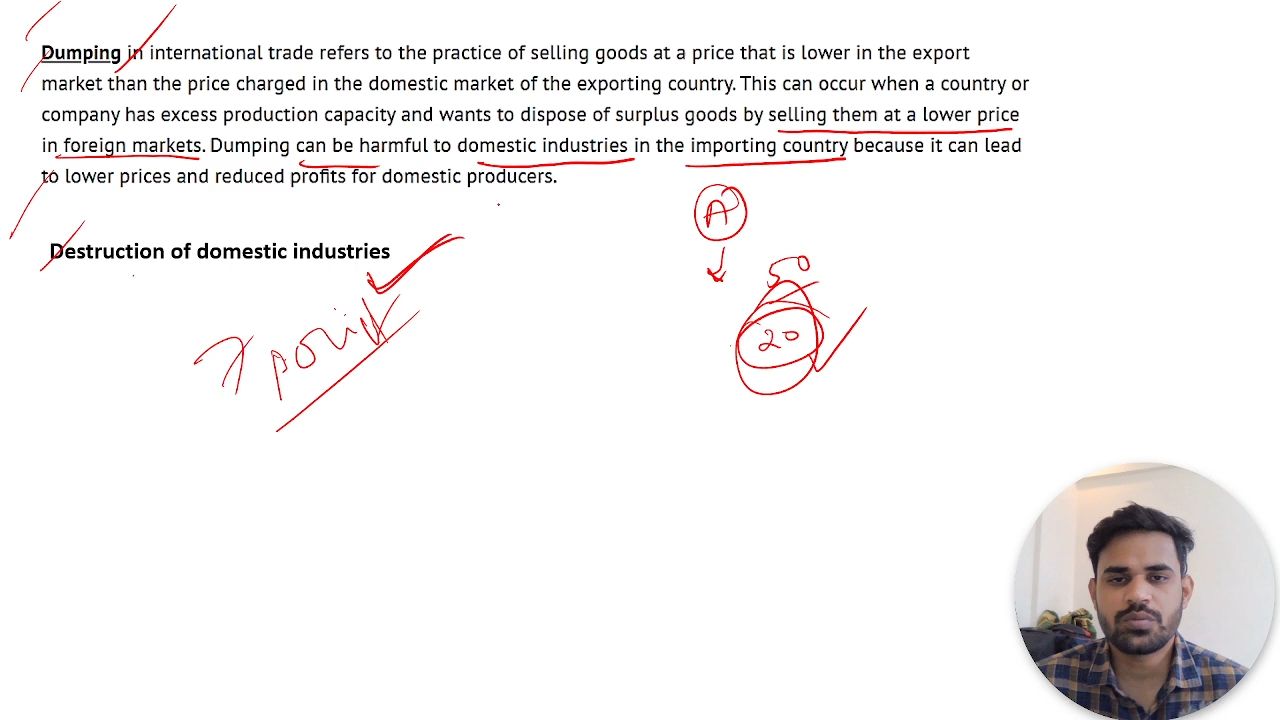 Dumping in international trade refers to the practice of selling goods at a price that is lower in the export
market than the price charged in the domestic market of the exporting country. This can occur when a country or
company has excess production capacity and wants to dispose of surplus goods by selling them at a lower price
in foreign markets. Dumping can be harmful to domestic industries in the importing country because it can lead
to lower prices and reduced profits for domestic producers.
A
Destruction of domestic industries
50
20